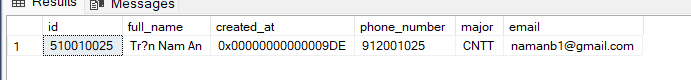 Results Messages
id full_name created_at phone_number major email
1 510010025 Tr?n Nam An 0x00000000000009DE 912001025 CNTT namanb1@gmail.com